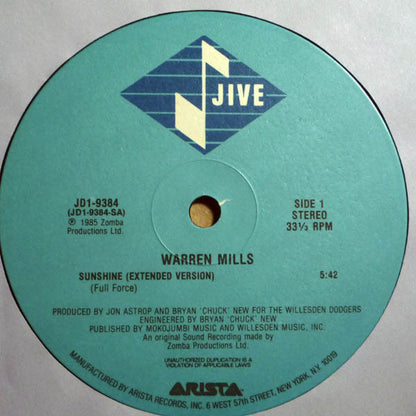 JIVE
JD1-9384
(JD1-9384-SA)
℗ 1985 Zomba
Productions Ltd.
SIDE 1
STEREO
33⅓ RPM
WARREN MILLS
SUNSHINE (EXTENDED VERSION) 5:42
(Full Force)
PRODUCED BY JON ASTROP AND BRYAN 'CHUCK' NEW FOR THE WILLESDEN DODGERS
ENGINEERED BY BRYAN 'CHUCK' NEW
PUBLISHED BY MOKOJUMBI MUSIC AND WILLESDEN MUSIC, INC.
An original Sound Recording made by
Zomba Productions Ltd.
UNAUTHORIZED DUPLICATION IS A
VIOLATION OF APPLICABLE LAWS
ARISTA
MANUFACTURED BY ARISTA RECORDS, INC. 6 WEST 57th STREET, NEW YORK, N.Y. 10019